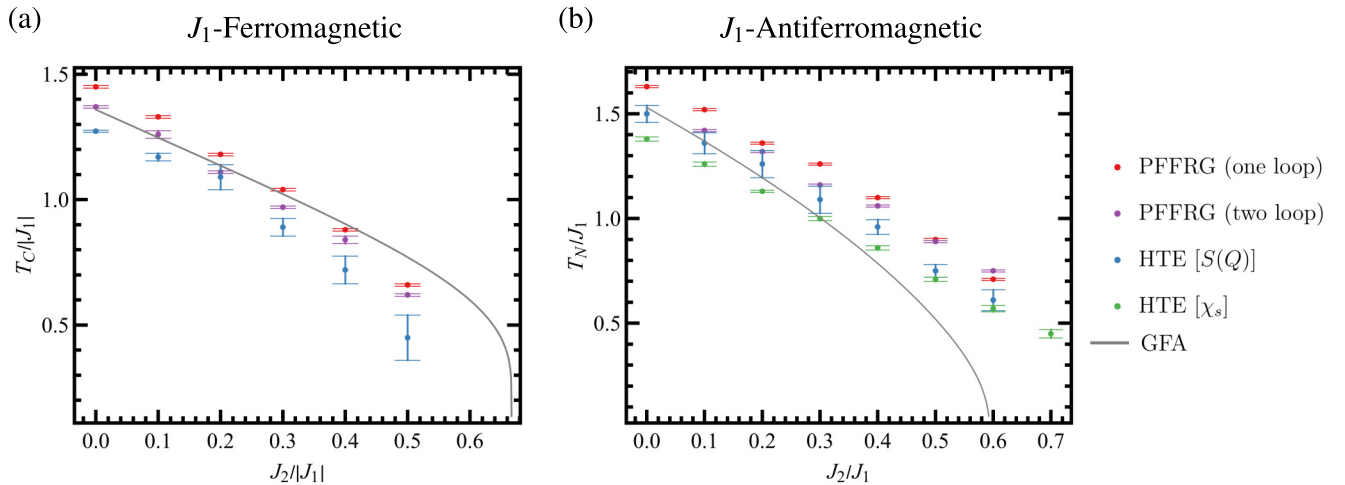 (a)
J₁-Ferromagnetic
T_C/|J₁|
1.5
1.0
0.5
0.0 0.1 0.2 0.3 0.4 0.5 0.6
J₂/|J₁|
(b)
J₁-Antiferromagnetic
T_N/J₁
1.5
1.0
0.5
0.0 0.1 0.2 0.3 0.4 0.5 0.6 0.7
J₂/J₁
PFFRG (one loop)
PFFRG (two loop)
HTE [S(Q)]
HTE [χₛ]
GFA